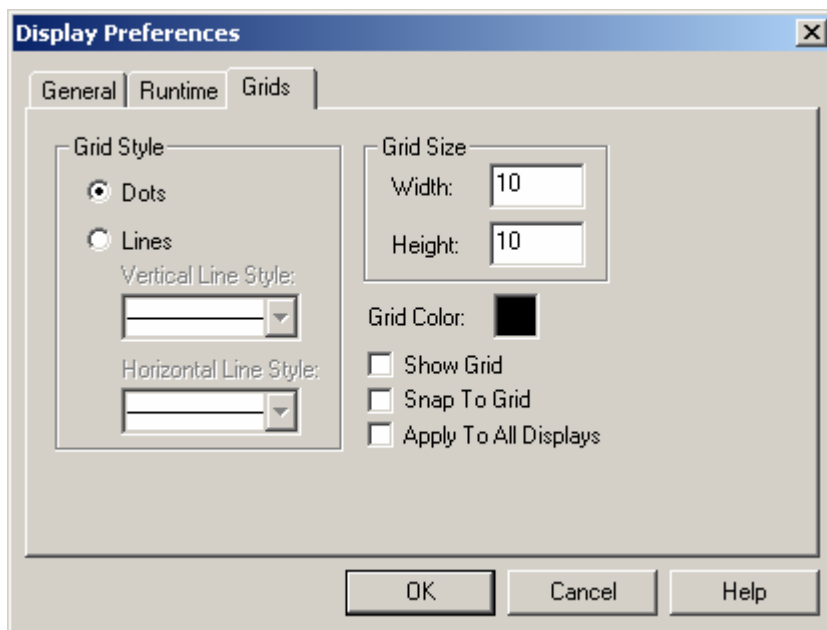 Display Preferences
General Runtime Grids
Grid Style
Dots
Lines
Vertical Line Style:
Horizontal Line Style:
Grid Size
Width: 10
Height: 10
Grid Color:
Show Grid
Snap To Grid
Apply To All Displays
OK Cancel Help